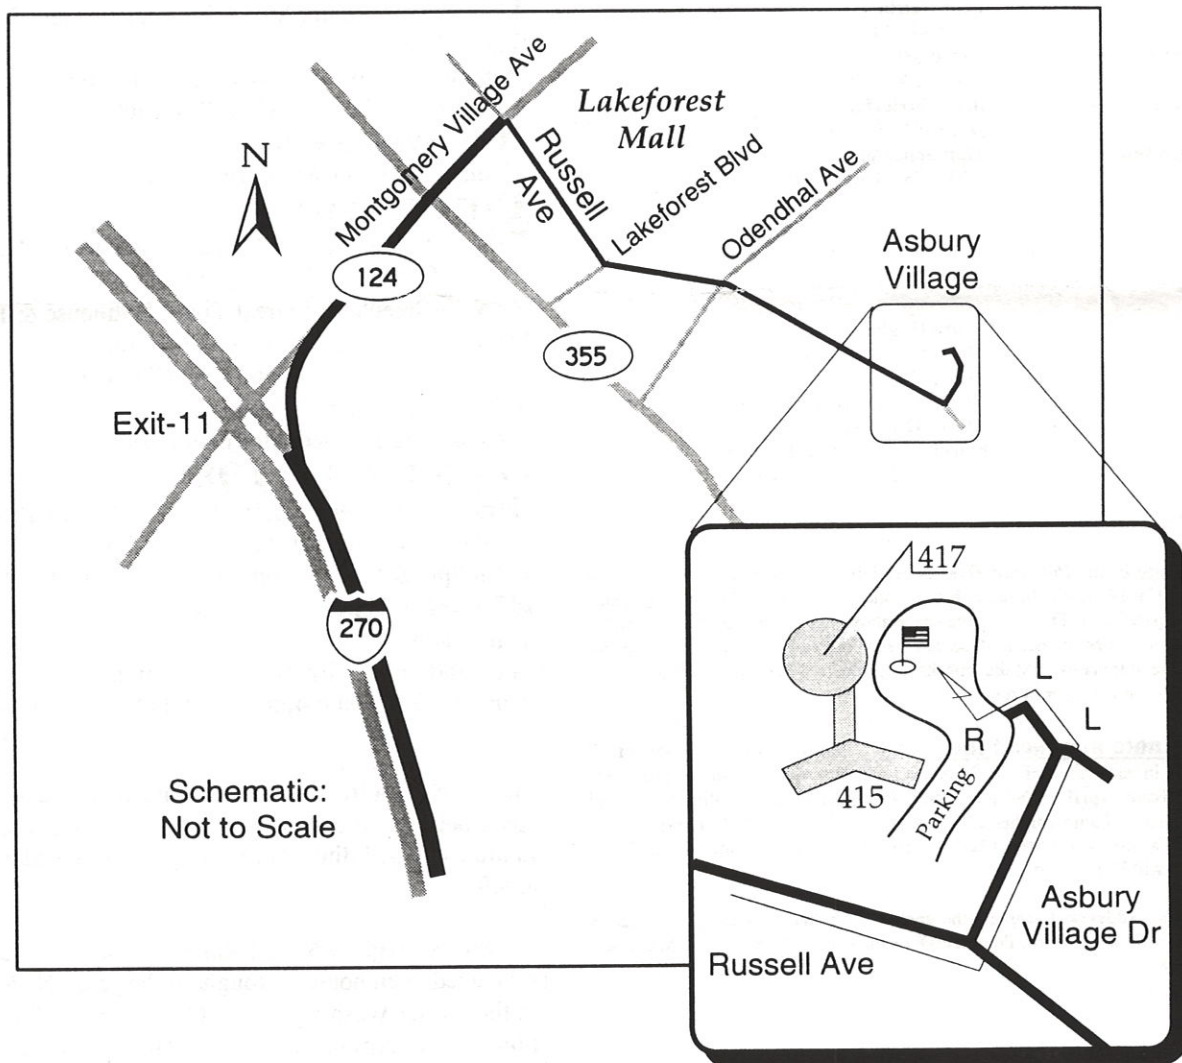 Montgomery Village Ave
Lakeforest
Mall
Russell
Ave
Lakeforest Blvd
Odendhal Ave
N
124
Asbury
Village
355
Exit-11
270
Schematic:
Not to Scale
417
L
L
R
415
Parking
Asbury
Village Dr
Russell Ave